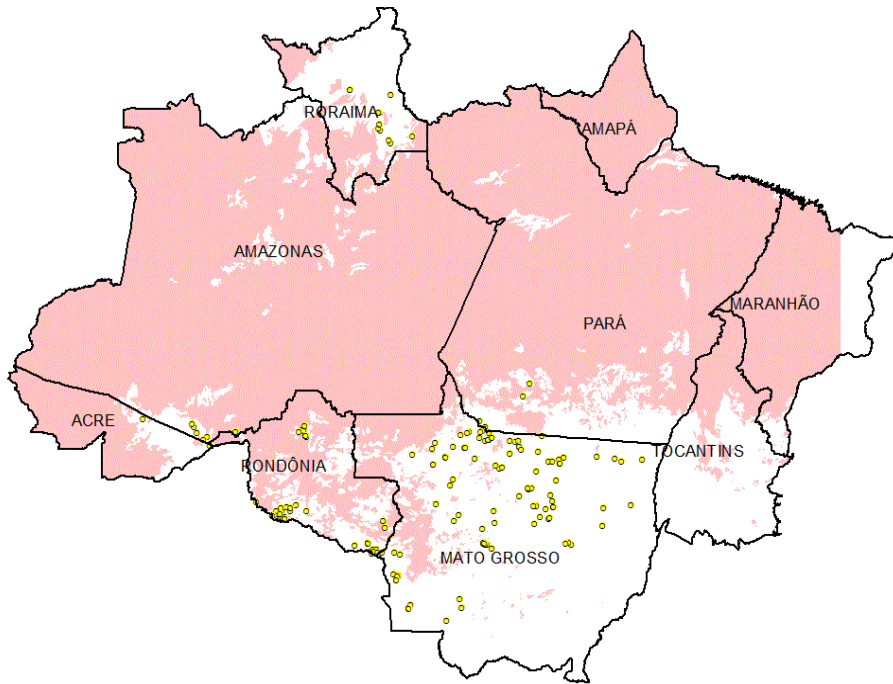 RORAIMA
AMAPÁ
AMAZONAS
MARANHÃO
PARÁ
ACRE
TOCANTINS
RONDÔNIA
MATO GROSSO